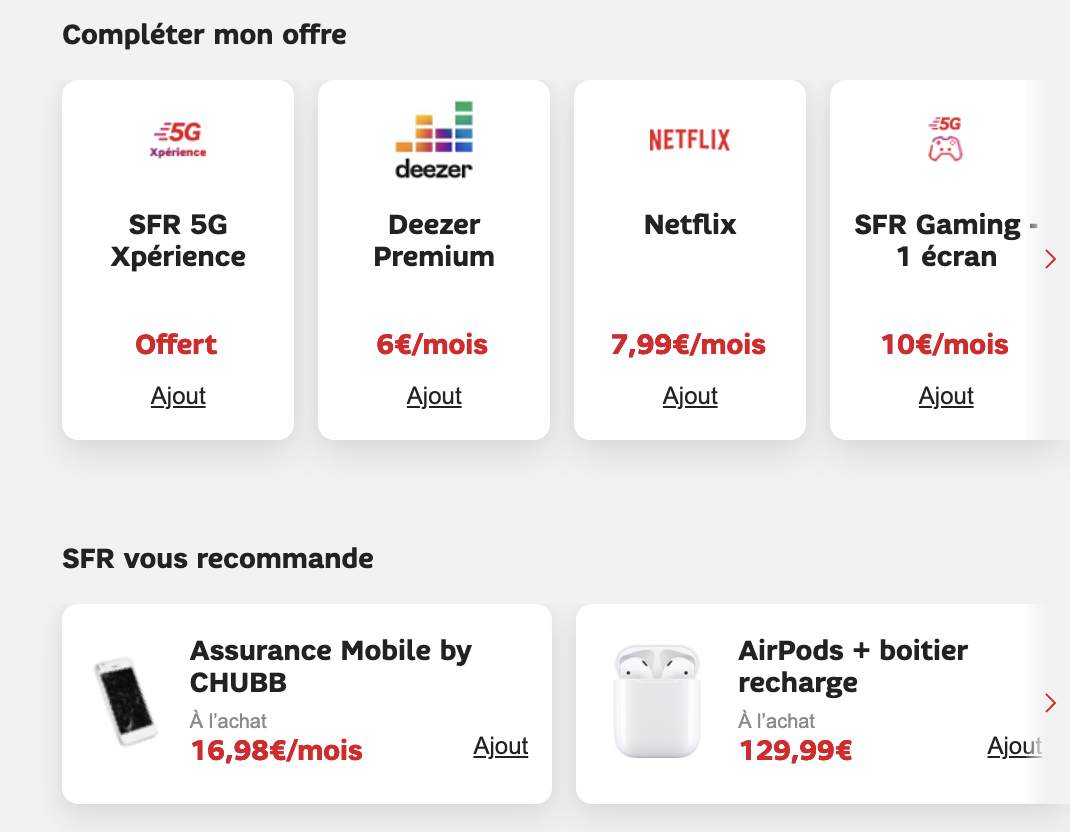 Compléter mon offre
5G
Xpérience
deezer
NETFLIX
5G
SFR 5G
Xpérience
Deezer
Premium
Netflix
SFR Gaming -
1 écran
Offert
6€/mois
7,99€/mois
10€/mois
Ajout
Ajout
Ajout
Ajout
SFR vous recommande
Assurance Mobile by
CHUBB
À l'achat
16,98€/mois
Ajout
AirPods + boitier
recharge
À l'achat
129,99€
Ajout